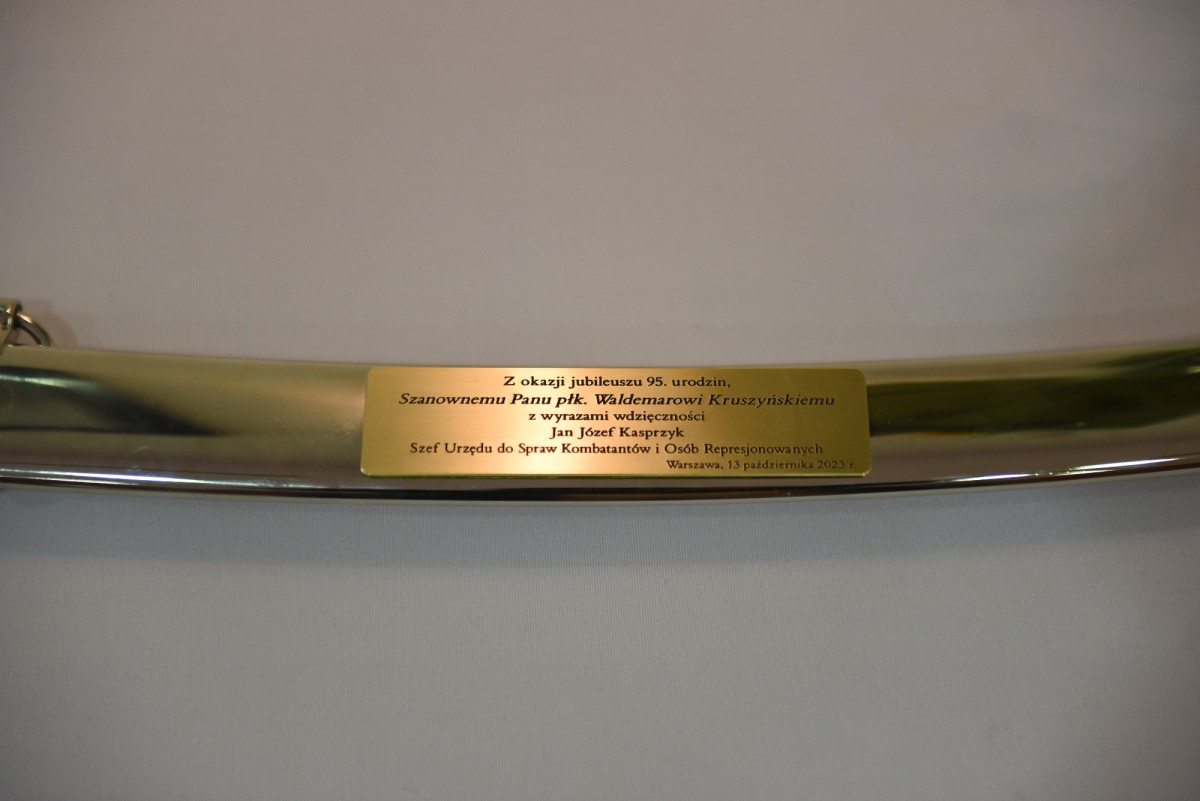 Z okazji jubileuszu 95. urodzin,
Szanownemu Panu płk. Waldemarowi Kruszyńskiemu
z wyrazami wdzięczności
Jan Józef Kasprzyk
Szef Urzędu do Spraw Kombatantów i Osób Represjonowanych
Warszawa, 13 października 2023 r.